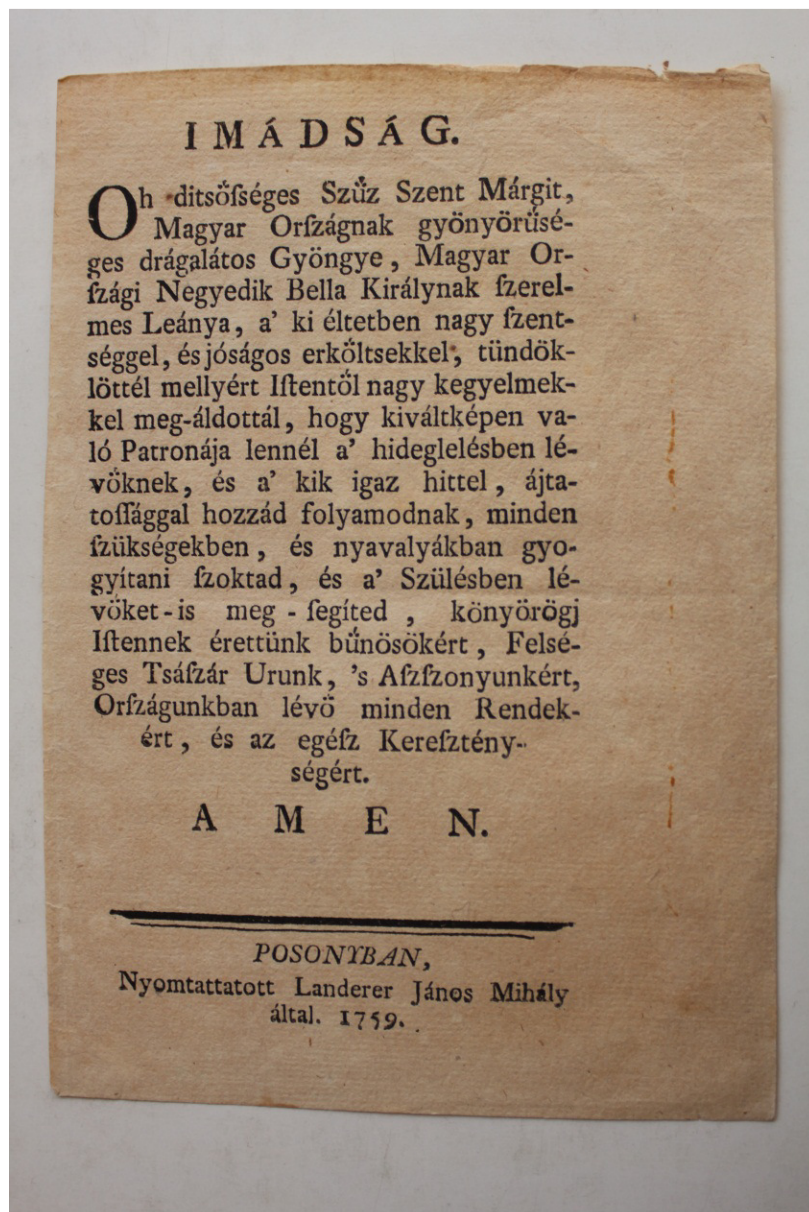 IMÁDSÁG.
Oh ditsőſséges Szűz Szent Márgit,
Magyar Orſzágnak gyönyörűsé-
ges drágalátos Gyöngye, Magyar Or-
ſzági Negyedik Bella Királynak ſzerel-
mes Leánya, a' ki éltetben nagy ſzent-
séggel, és jóságos erkőltsekkel, tündök-
löttél mellyért Iſtentől nagy kegyelmek-
kel meg-áldottál, hogy kiváltképen va-
ló Patronája lennél a' hideglelésben lé-
vőknek, és a' kik igaz hittel, ájta-
toſſággal hozzád folyamodnak, minden
ſzükségekben, és nyavalyákban gyo-
gyítani ſzoktad, és a' Szülésben lé-
vőket-is meg-ſegíted, könyörögj
Iſtennek érettünk bűnösökért, Felsé-
ges Tsáſzár Urunk, 's Aſzſzonyunkért,
Orſzágunkban lévő minden Rendek-
ért, és az egéſz Kereſztény-
ségért.
AMEN.
POSONYBAN,
Nyomtattatott Landerer János Mihály
által. 1759.